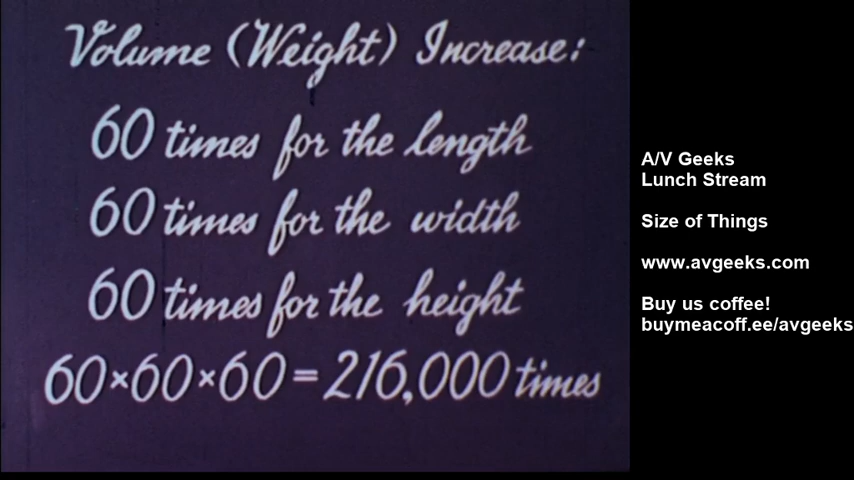 Volume (Weight) Increase:
60 times for the length
60 times for the width
60 times for the height
60×60×60=216,000 times
A/V Geeks
Lunch Stream
Size of Things
www.avgeeks.com
Buy us coffee!
buymeacoff.ee/avgeeks